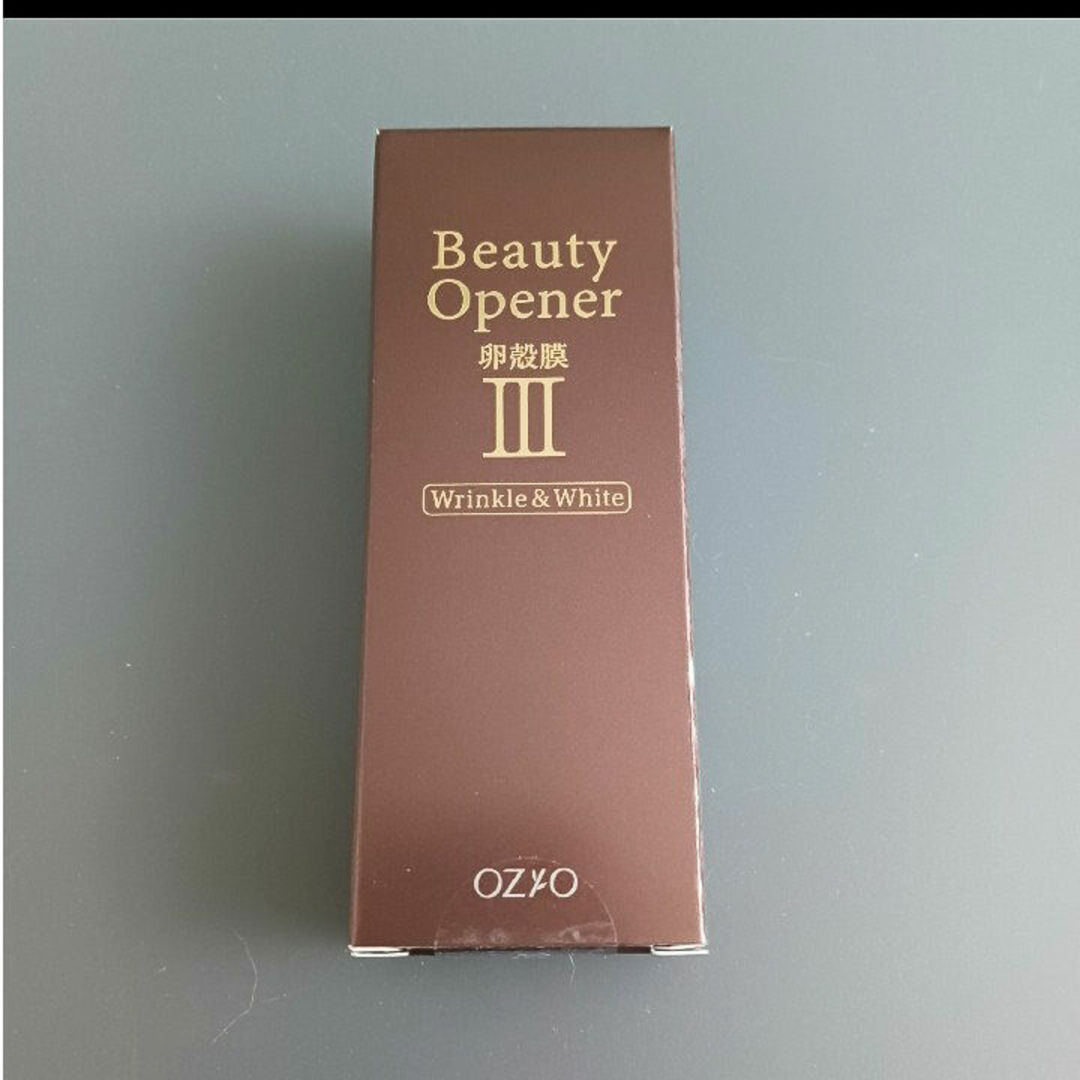 Beauty
Opener
卵殻膜
III
Wrinkle & White
OZIO